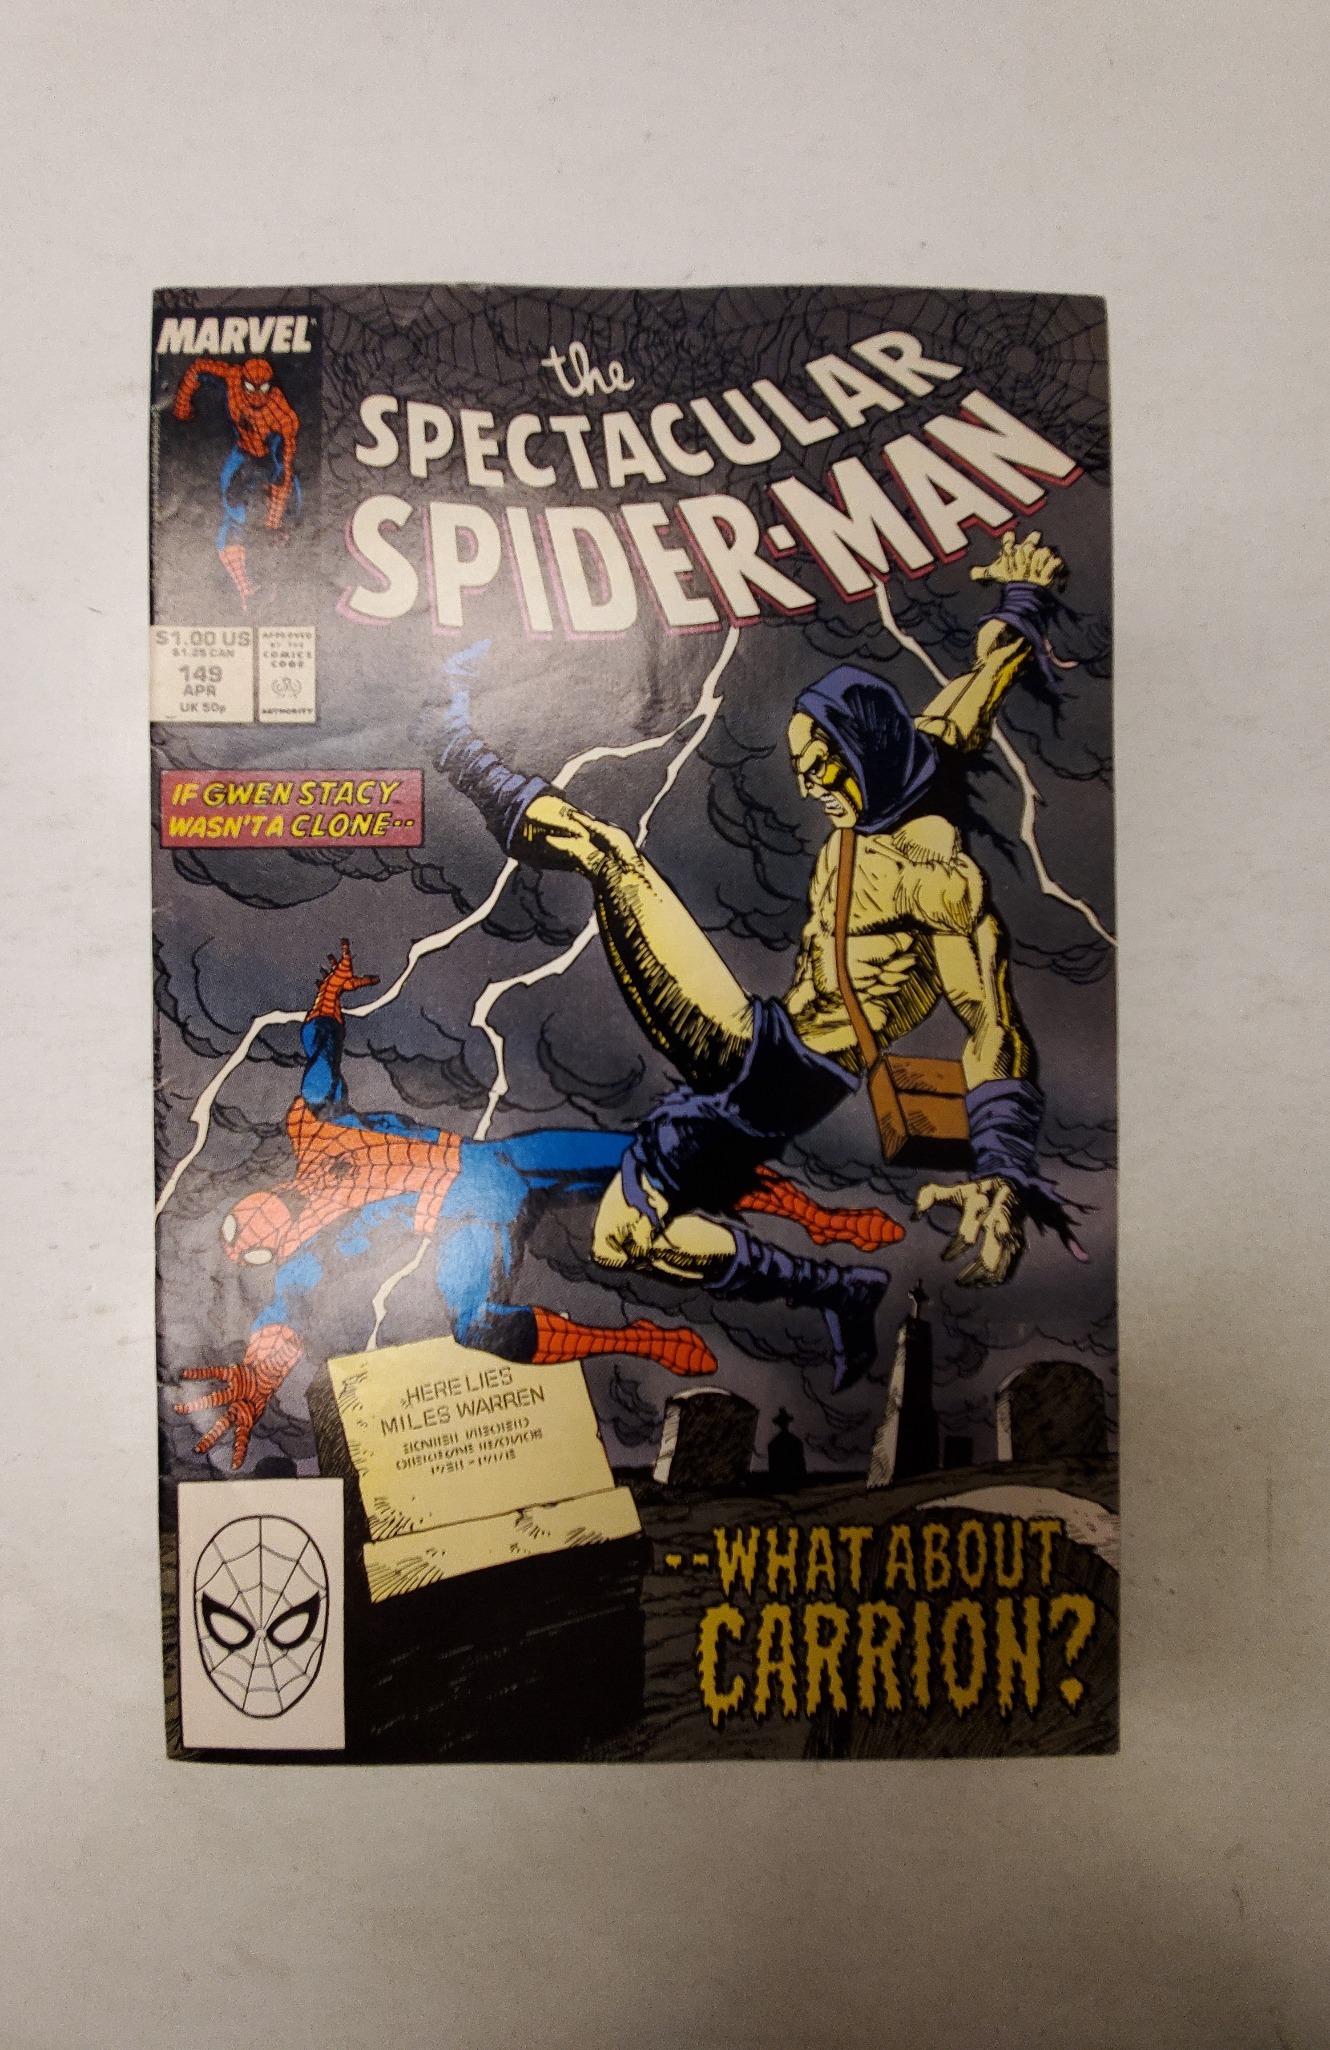 MARVEL
the
SPECTACULAR
SPIDER-MAN
$1.00 US
$1.25 CAN
149
APR
UK 50p
APPROVED
BY THE
COMICS
CODE
AUTHORITY
IF GWEN STACY
WASN'T A CLONE--
HERE LIES
MILES WARREN
--WHAT ABOUT
CARRION?